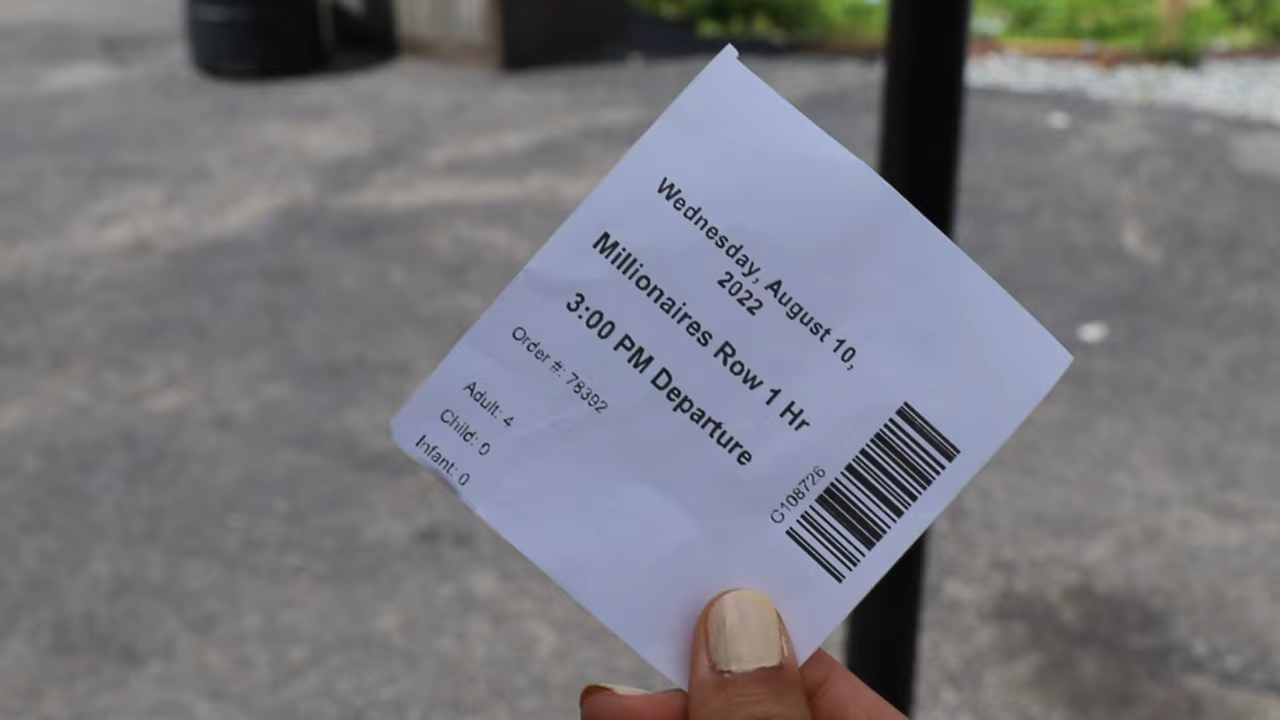 Wednesday, August 10,
2022
Millionaires Row 1 Hr
3:00 PM Departure
Order #: 78392
Adult: 4
Child: 0
Infant: 0
C108726